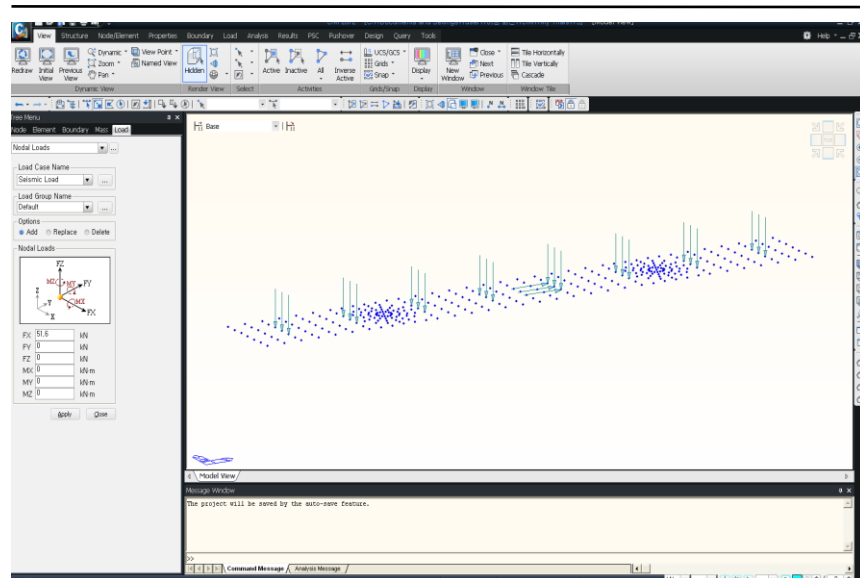 View Structure Node/Element Properties Boundary Load Analysis Results PSC Pushover Design Query Tools Help
Redraw Initial View Previous View Dynamic Zoom Pan View Point Named View Hidden Active Inactive All Inverse Active UCS/GCS Grids Snap Display New Window Close Next Previous Tile Horizontally Tile Vertically Cascade
Dynamic View Render View Select Activities Grids/Snap Display Window Window Tile
Tree Menu
Node Element Boundary Mass Load
Base
Nodal Loads
Load Case Name
Seismic Load
Load Group Name
Default
Options
Add Replace Delete
Nodal Loads
FZ
MZ MY FY
MX
FX
Z
Y
X
FX 51,6 kN
FY 0 kN
FZ 0 kN
MX 0 kN·m
MY 0 kN·m
MZ 0 kN·m
Apply Close
Model View
Message Window
The project will be saved by the auto-save feature.
>>
Command Message Analysis Message